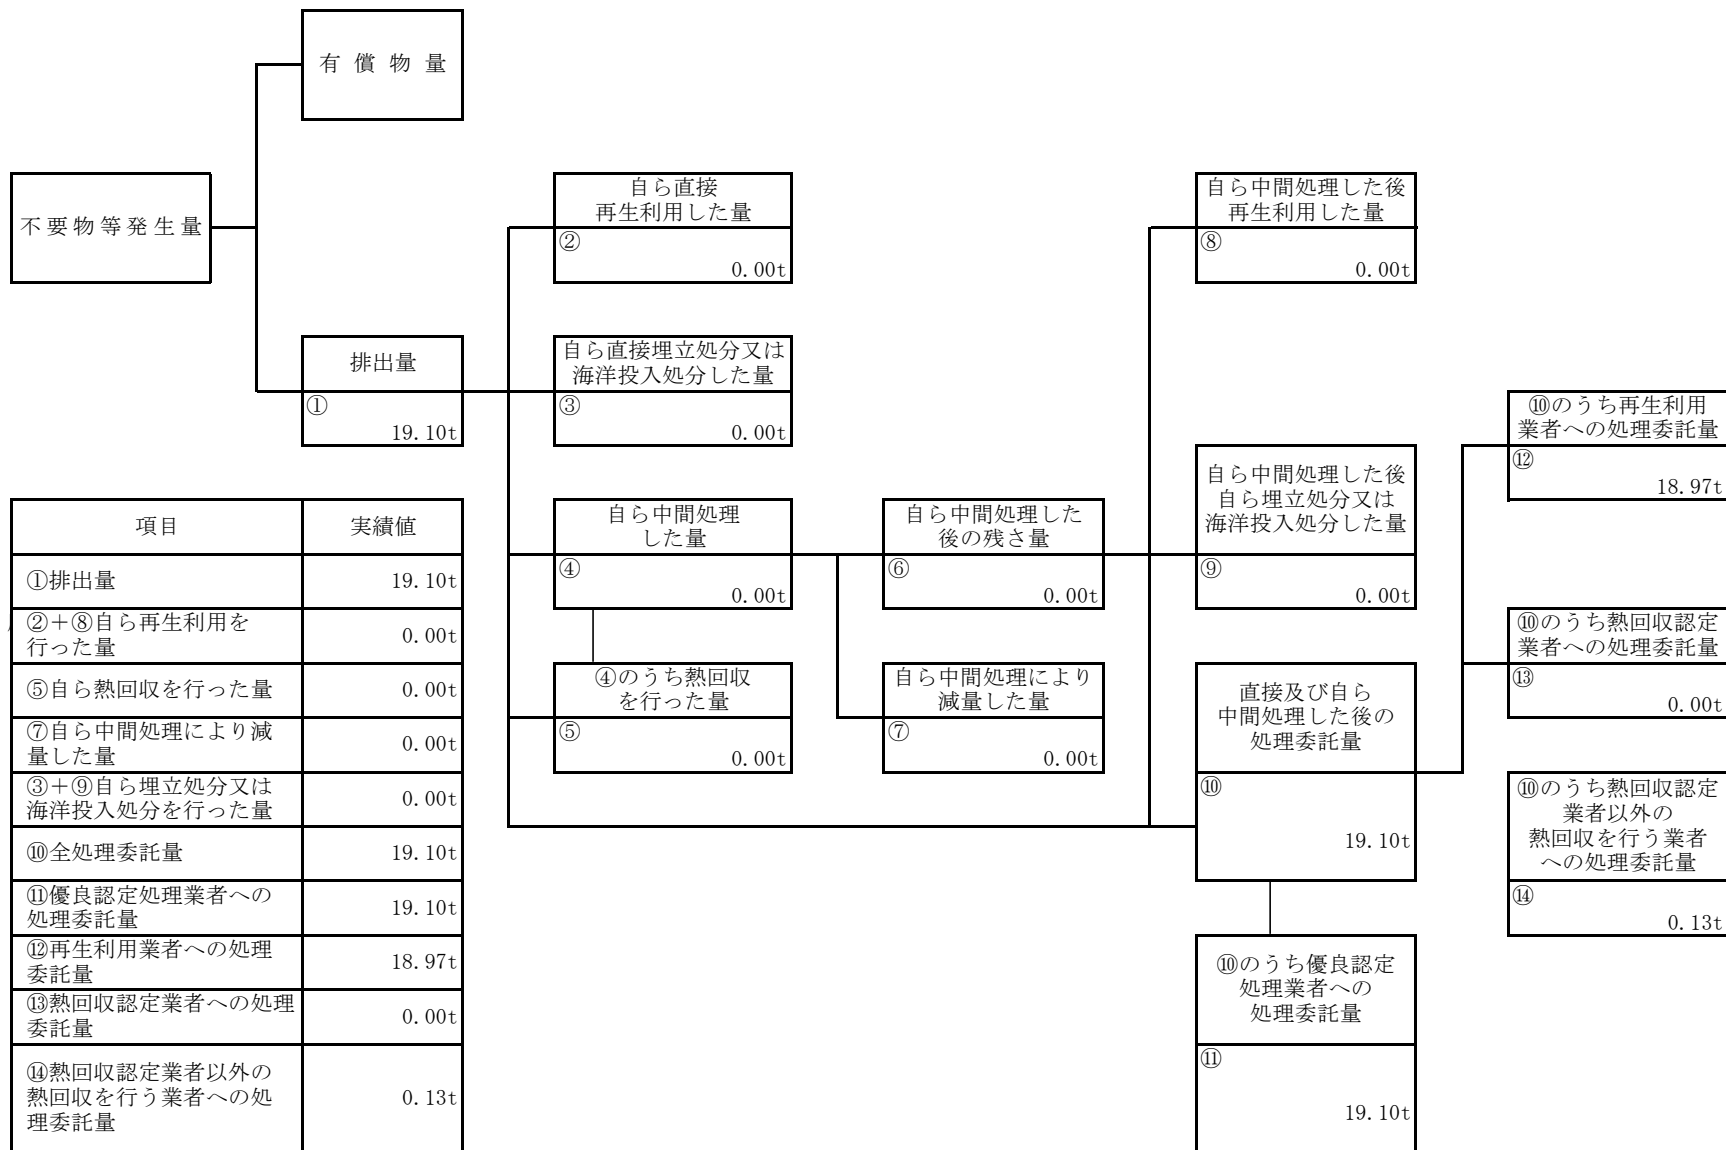 有償物量
不要物等発生量
自ら直接
再生利用した量
②
0.00t
自ら中間処理した後
再生利用した量
⑧
0.00t
排出量
①
19.10t
自ら直接埋立処分又は
海洋投入処分した量
③
0.00t
⑩のうち再生利用
業者への処理委託量
⑫
18.97t
自ら中間処理
した量
④
0.00t
自ら中間処理した
後の残さ量
⑥
0.00t
自ら中間処理した後
自ら埋立処分又は
海洋投入処分した量
⑨
0.00t
⑩のうち熱回収認定
業者への処理委託量
⑬
0.00t
④のうち熱回収
を行った量
⑤
0.00t
自ら中間処理により
減量した量
⑦
0.00t
直接及び自ら
中間処理した後の
処理委託量
⑩
19.10t
⑩のうち熱回収認定
業者以外の
熱回収を行う業者
への処理委託量
⑭
0.13t
⑩のうち優良認定
処理業者への
処理委託量
⑪
19.10t
項目 実績値
①排出量 19.10t
②＋⑧自ら再生利用を
行った量 0.00t
⑤自ら熱回収を行った量 0.00t
⑦自ら中間処理により減
量した量 0.00t
③＋⑨自ら埋立処分又は
海洋投入処分を行った量 0.00t
⑩全処理委託量 19.10t
⑪優良認定処理業者への
処理委託量 19.10t
⑫再生利用業者への処理
委託量 18.97t
⑬熱回収認定業者への処理
委託量 0.00t
⑭熱回収認定業者以外の
熱回収を行う業者への処
理委託量 0.13t